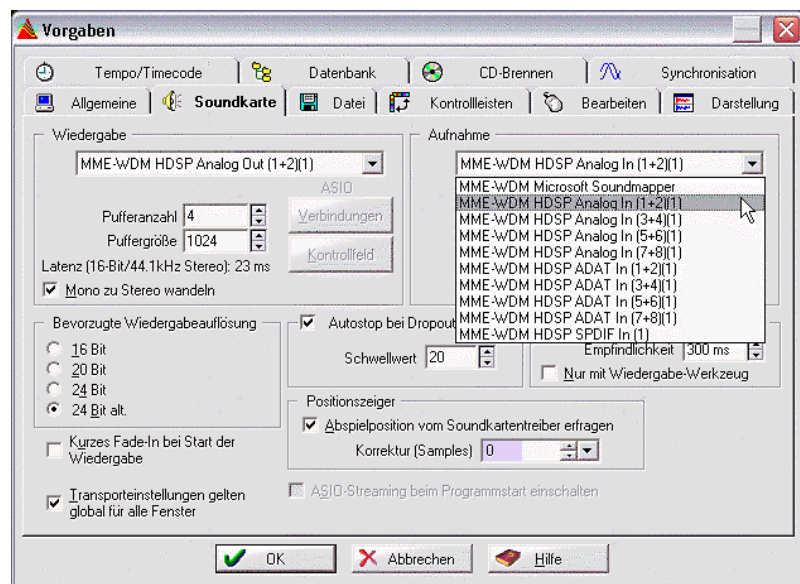 Vorgaben
Tempo/Timecode Datenbank CD-Brennen Synchronisation
Allgemeine Soundkarte Datei Kontrollleisten Bearbeiten Darstellung
Wiedergabe
MME-WDM HDSP Analog Out (1+2)(1)
ASIO
Pufferanzahl 4 Verbindungen
Puffergröße 1024
Kontrollfeld
Latenz (16-Bit/44.1kHz Stereo): 23 ms
Mono zu Stereo wandeln
Aufnahme
MME-WDM HDSP Analog In (1+2)(1)
MME-WDM Microsoft Soundmapper
MME-WDM HDSP Analog In (1+2)(1)
MME-WDM HDSP Analog In (3+4)(1)
MME-WDM HDSP Analog In (5+6)(1)
MME-WDM HDSP Analog In (7+8)(1)
MME-WDM HDSP ADAT In (1+2)(1)
MME-WDM HDSP ADAT In (3+4)(1)
MME-WDM HDSP ADAT In (5+6)(1)
MME-WDM HDSP ADAT In (7+8)(1)
MME-WDM HDSP SPDIF In (1)
Bevorzugte Wiedergabeauflösung
16 Bit
20 Bit
24 Bit
24 Bit alt.
Autostop bei Dropout
Schwellwert 20
Empfindlichkeit 300 ms
Nur mit Wiedergabe-Werkzeug
Positionszeiger
Abspielposition vom Soundkartentreiber erfragen
Korrektur (Samples) 0
Kurzes Fade-In bei Start der
Wiedergabe
Transporteinstellungen gelten
global für alle Fenster
ASIO-Streaming beim Programmstart einschalten
OK Abbrechen Hilfe